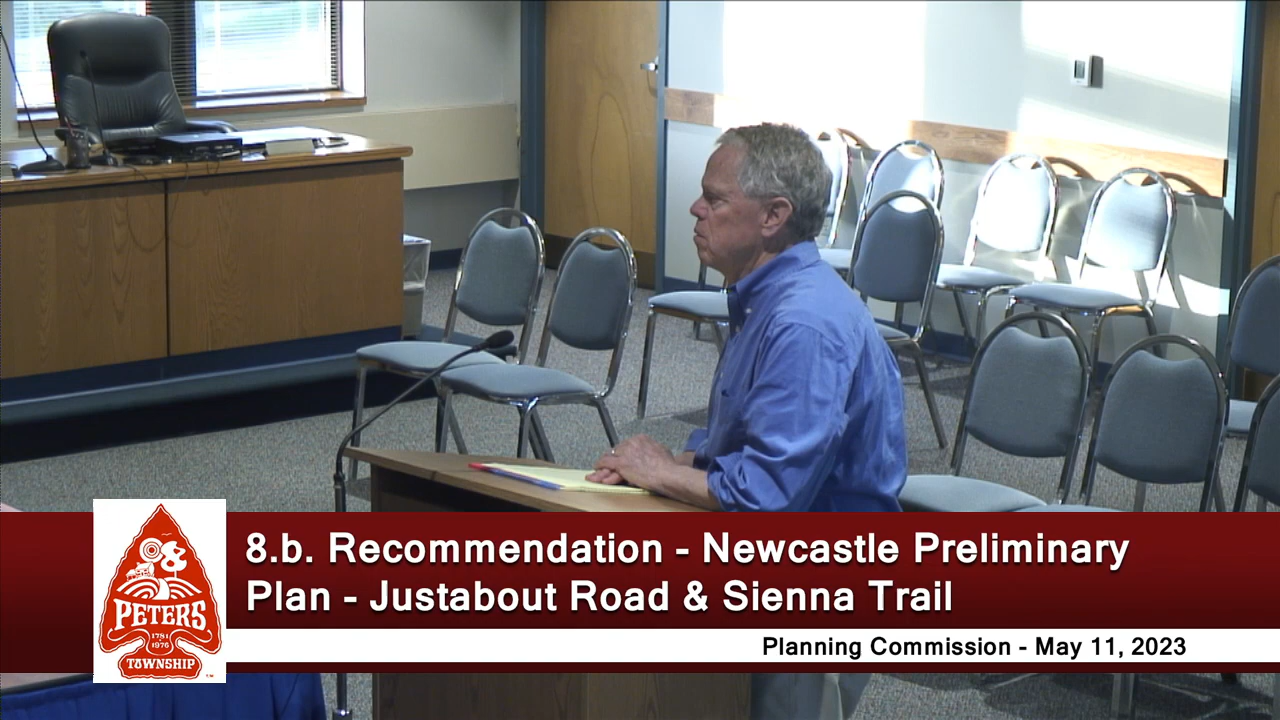 8.b. Recommendation - Newcastle Preliminary
Plan - Justabout Road & Sienna Trail
Planning Commission - May 11, 2023
PETERS
1781
1976
TOWNSHIP